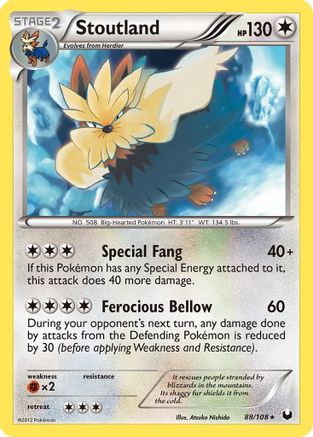 STAGE2
Stoutland
HP 130
Evolves from Herdier
NO. 508 Big-Hearted Pokémon HT: 3'11" WT: 134.5 lbs.
Special Fang 40+
If this Pokémon has any Special Energy attached to it,
this attack does 40 more damage.
Ferocious Bellow 60
During your opponent's next turn, any damage done
by attacks from the Defending Pokémon is reduced
by 30 (before applying Weakness and Resistance).
weakness
×2
resistance
retreat
It rescues people stranded
by blizzards in the mountains.
Its shaggy fur shields it from
the cold.
Illus. Atsuko Nishida
88/108 ★
©2012 Pokémon